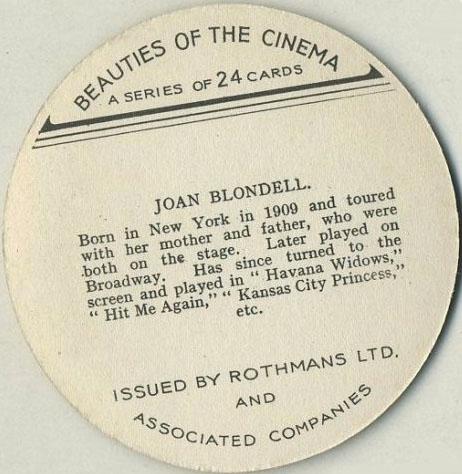 BEAUTIES OF THE CINEMA
A SERIES OF 24 CARDS
JOAN BLONDELL.
Born in New York in 1909 and toured
with her mother and father, who were
both on the stage. Later played on
Broadway. Has since turned to the
screen and played in “ Havana Widows,”
“ Hit Me Again,” “ Kansas City Princess,”
etc.
ISSUED BY ROTHMANS LTD.
AND
ASSOCIATED COMPANIES